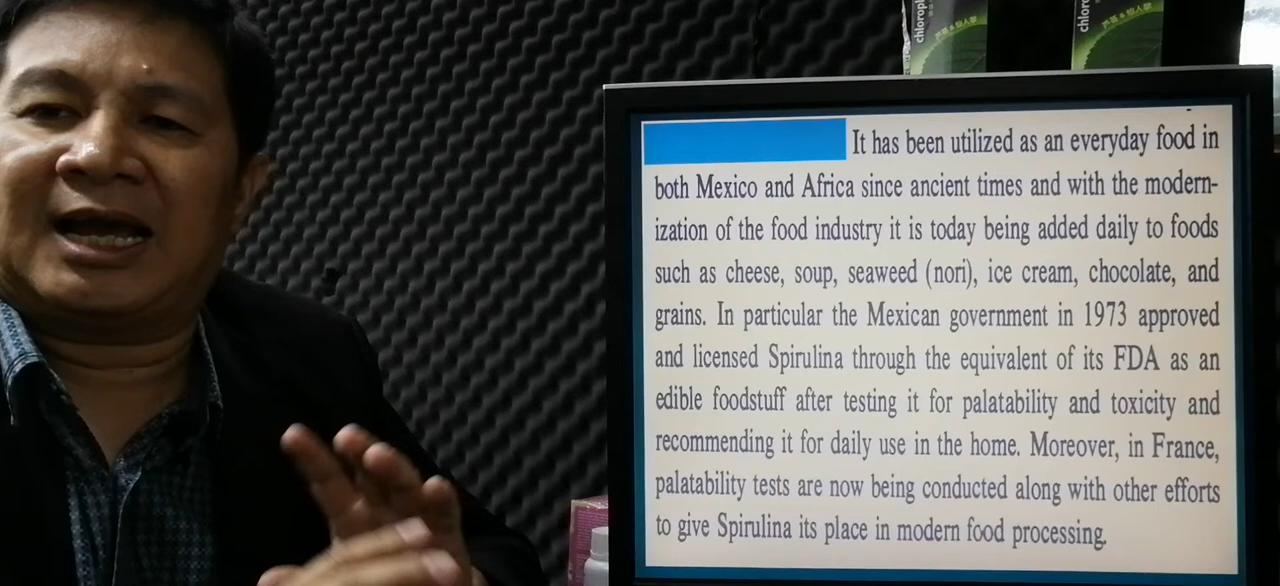 chlorop
chlorop
It has been utilized as an everyday food in
both Mexico and Africa since ancient times and with the modern-
ization of the food industry it is today being added daily to foods
such as cheese, soup, seaweed (nori), ice cream, chocolate, and
grains. In particular the Mexican government in 1973 approved
and licensed Spirulina through the equivalent of its FDA as an
edible foodstuff after testing it for palatability and toxicity and
recommending it for daily use in the home. Moreover, in France,
palatability tests are now being conducted along with other efforts
to give Spirulina its place in modern food processing.